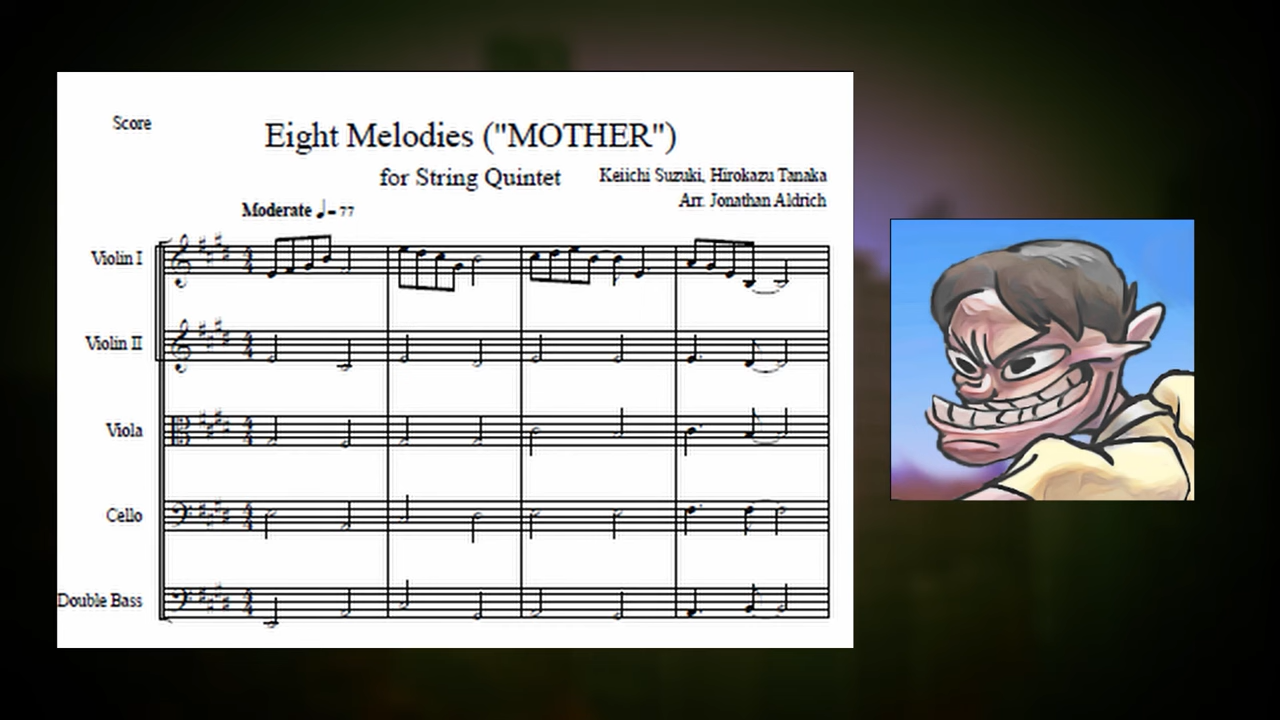 Score
Eight Melodies ("MOTHER")
for String Quintet
Keiichi Suzuki, Hirokazu Tanaka
Arr. Jonathan Aldrich
Moderate ♩=77
Violin I
Violin II
Viola
Cello
Double Bass